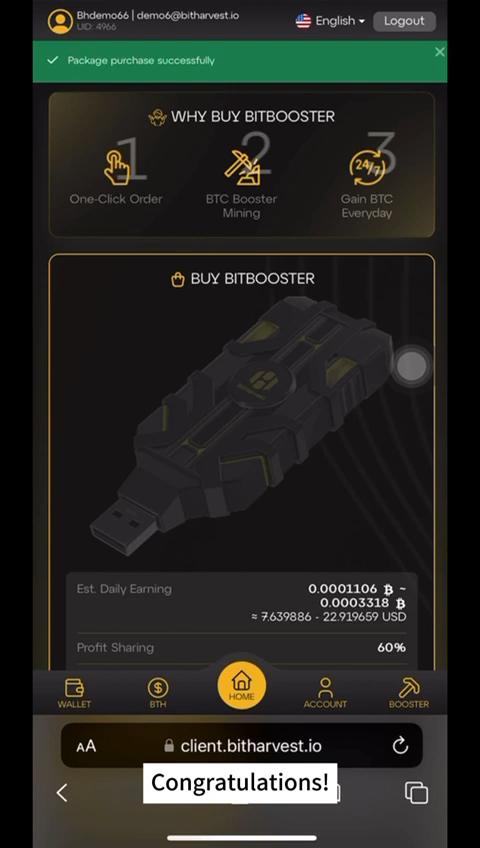 Bhdemo66 | demo6@bitharvest.io
UID: 4966
English
Logout
Package purchase successfully
WHY BUY BITBOOSTER
1
2
3
24/7
One-Click Order
BTC Booster
Mining
Gain BTC
Everyday
BUY BITBOOSTER
Est. Daily Earning
0.0001106 ₿ ~
0.0003318 ₿
≈ 7.639886 - 22.919659 USD
Profit Sharing
60%
WALLET
BTH
HOME
ACCOUNT
BOOSTER
AA
client.bitharvest.io
Congratulations!